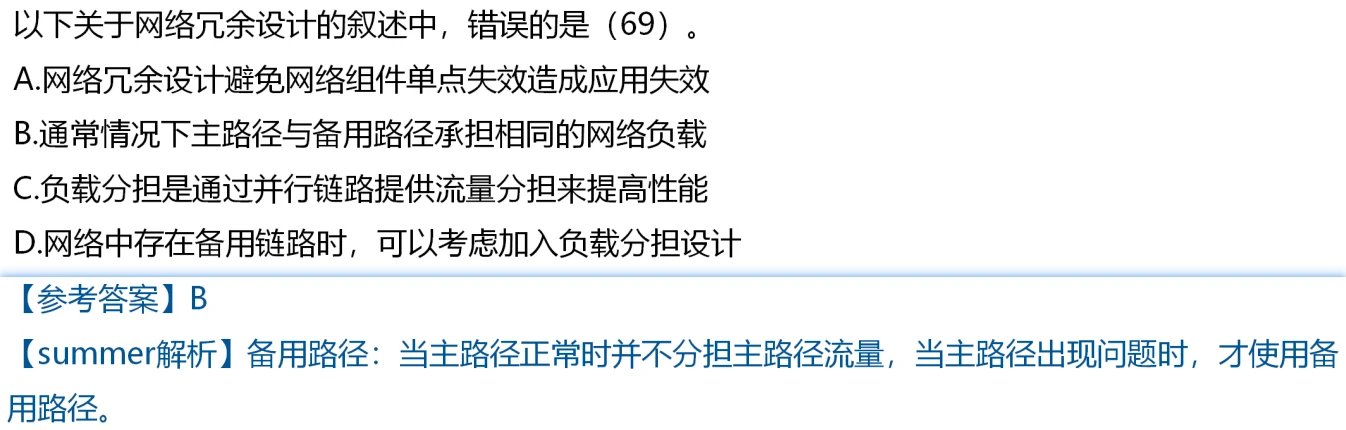 以下关于网络冗余设计的叙述中，错误的是（69）。
A.网络冗余设计避免网络组件单点失效造成应用失效
B.通常情况下主路径与备用路径承担相同的网络负载
C.负载分担是通过并行链路提供流量分担来提高性能
D.网络中存在备用链路时，可以考虑加入负载分担设计
【参考答案】B
【summer解析】备用路径：当主路径正常时并不分担主路径流量，当主路径出现问题时，才使用备
用路径。